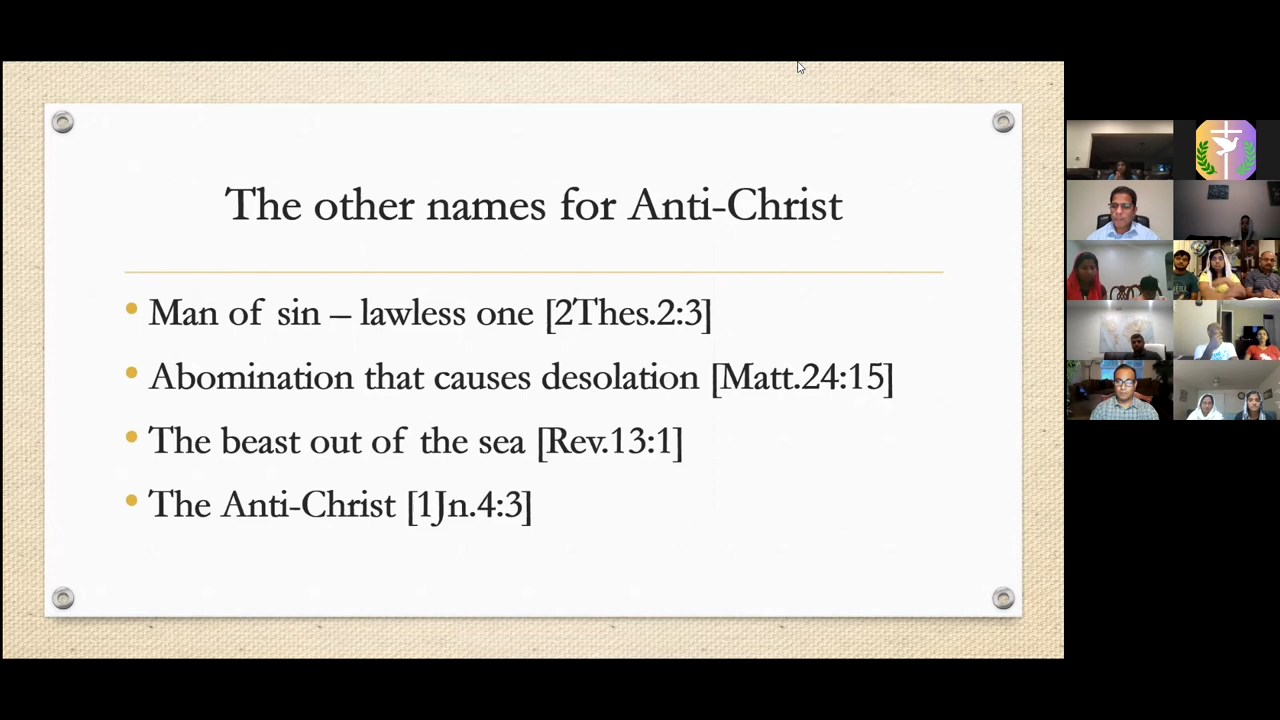 The other names for Anti-Christ
• Man of sin – lawless one [2Thes.2:3]
• Abomination that causes desolation [Matt.24:15]
• The beast out of the sea [Rev.13:1]
• The Anti-Christ [1Jn.4:3]